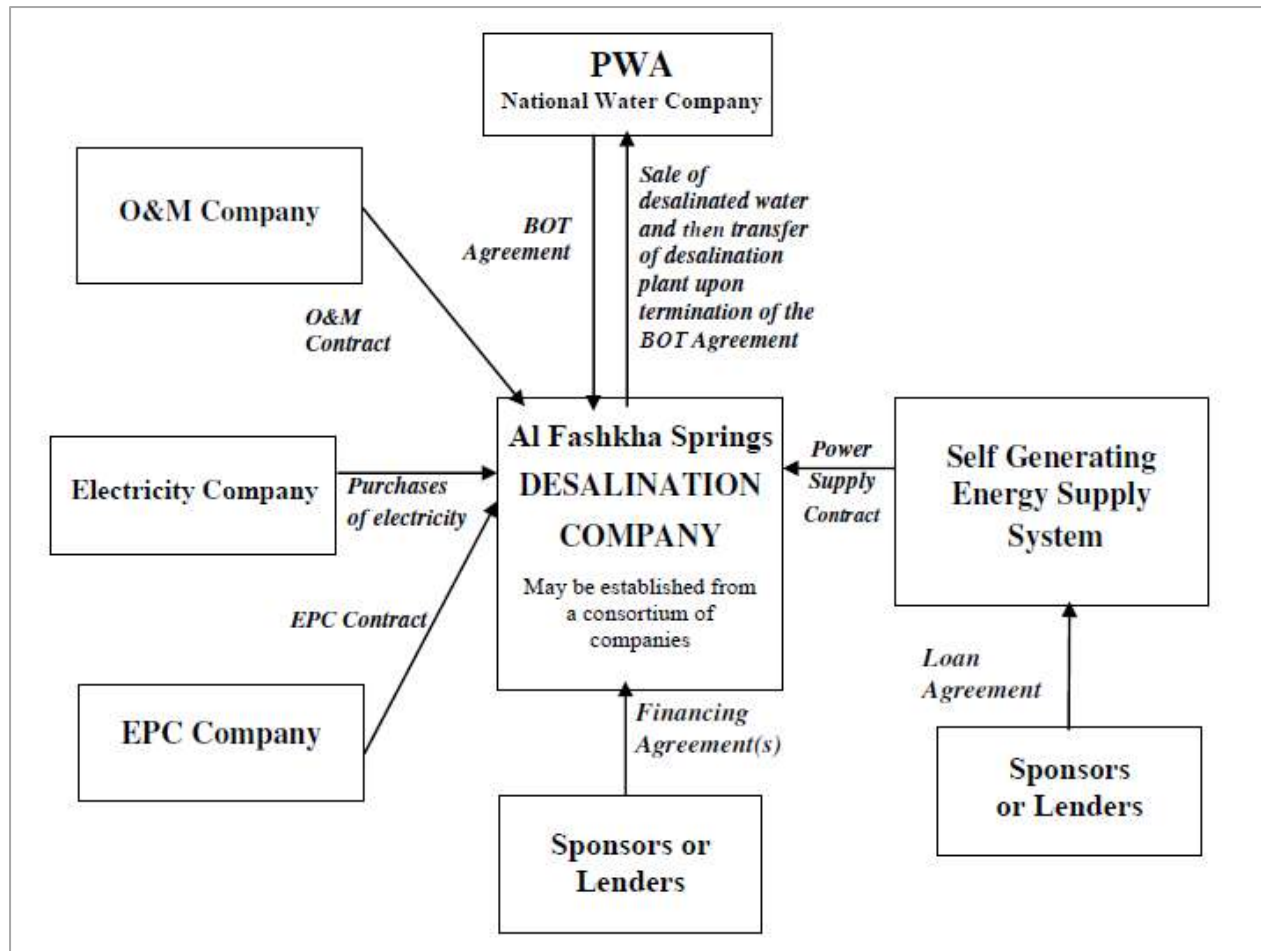 PWA
National Water Company
O&M Company
BOT
Agreement
Sale of
desalinated water
and then transfer
of desalination
plant upon
termination of the
BOT Agreement
O&M
Contract
Electricity Company
Purchases
of electricity
Al Fashkha Springs
DESALINATION
COMPANY
May be established from
a consortium of
companies
Power
Supply
Contract
Self Generating
Energy Supply
System
EPC Contract
EPC Company
Financing
Agreement(s)
Loan
Agreement
Sponsors or
Lenders
Sponsors
or Lenders